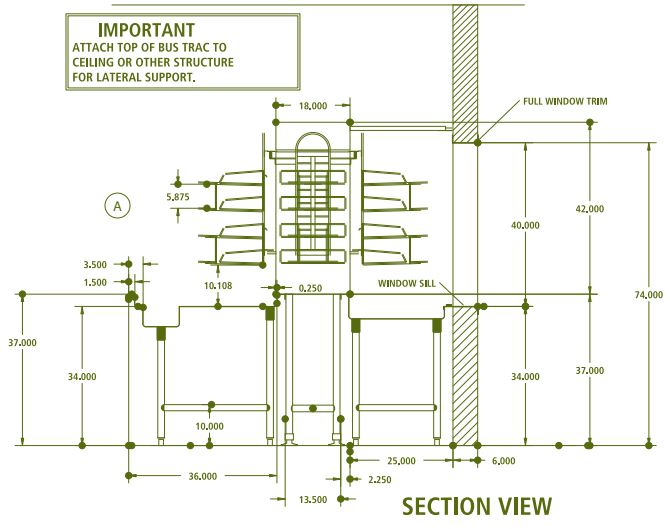 IMPORTANT
ATTACH TOP OF BUS TRAC TO
CEILING OR OTHER STRUCTURE
FOR LATERAL SUPPORT.
18.000
FULL WINDOW TRIM
5.875
A
42.000
40.000
3.500
1.500
10.108
0.250
WINDOW SILL
74.000
37.000
34.000
34.000
37.000
10.000
36.000
25.000
6.000
2.250
13.500
SECTION VIEW